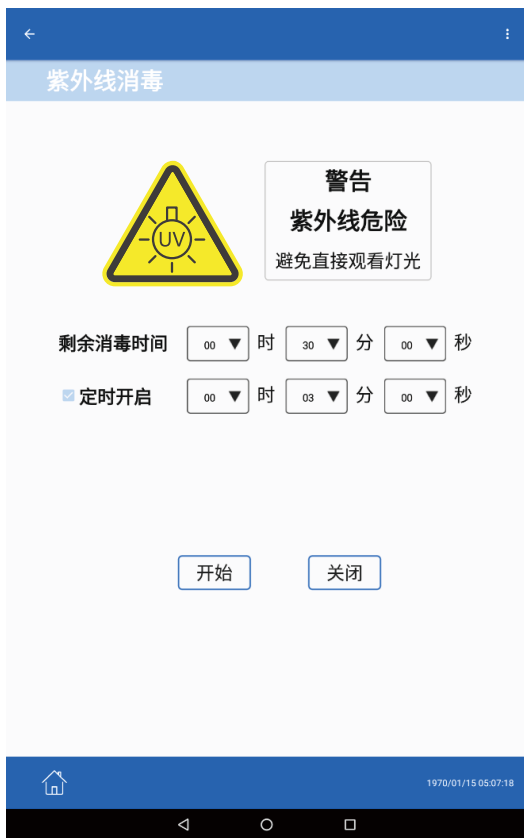 紫外线消毒
UV
警告
紫外线危险
避免直接观看灯光
剩余消毒时间 00 时 30 分 00 秒
定时开启 00 时 03 分 00 秒
开始 关闭
1970/01/15 05:07:18